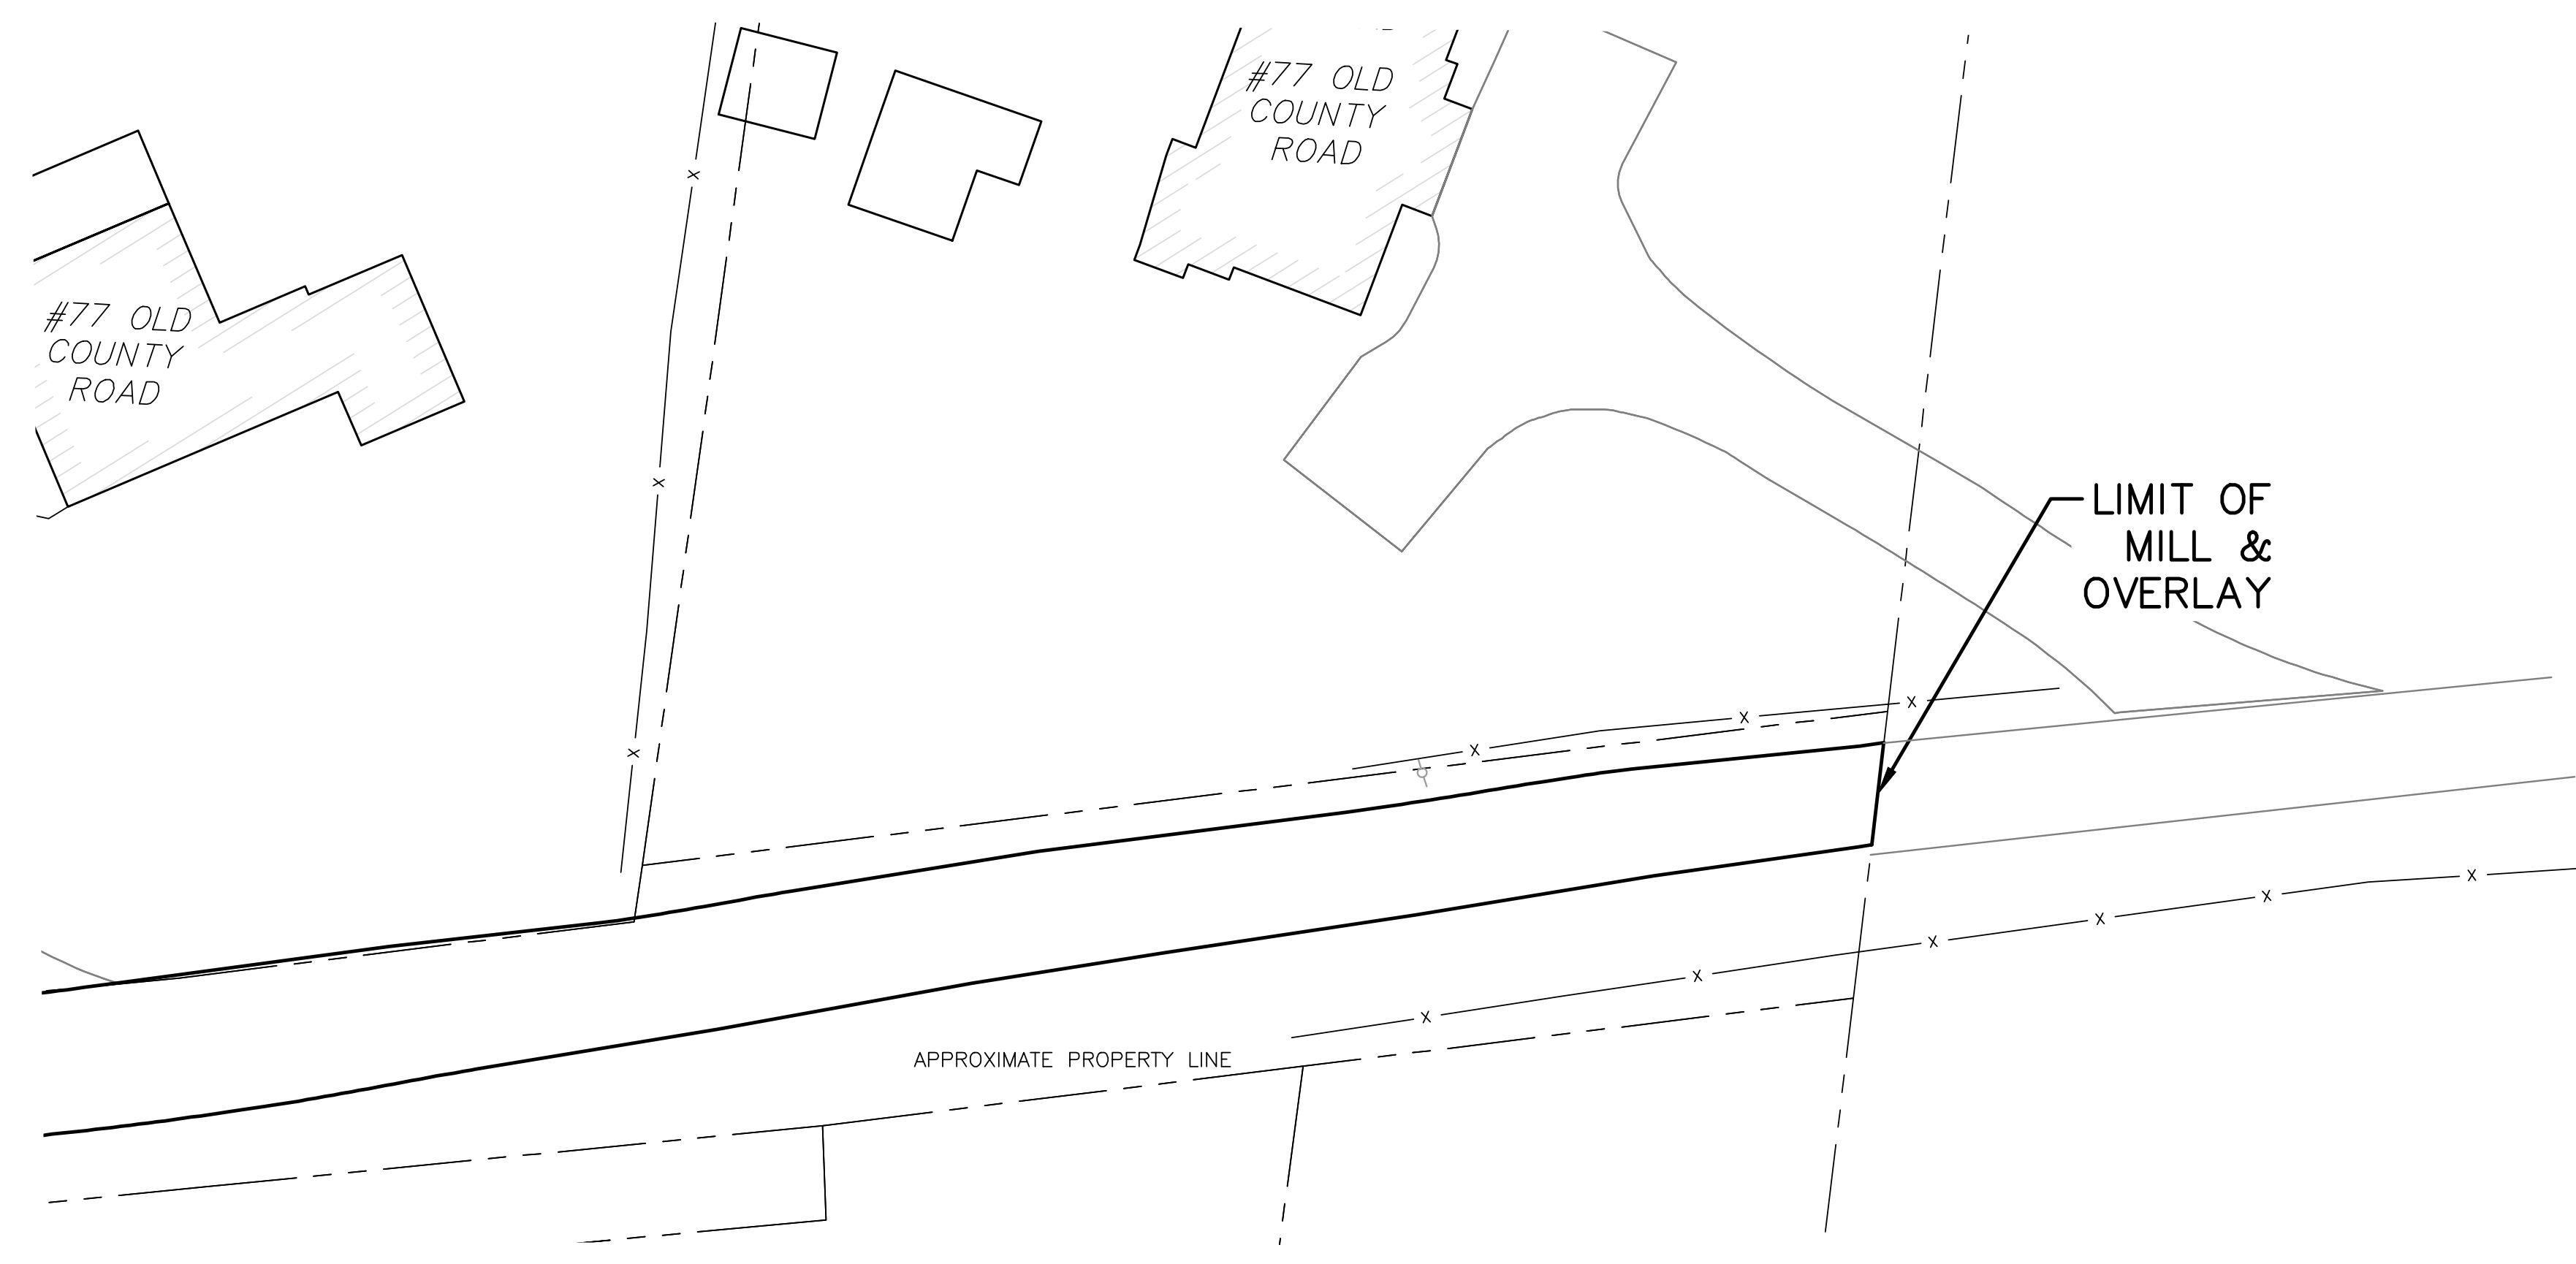 #77 OLD
COUNTY
ROAD
#77 OLD
COUNTY
ROAD
LIMIT OF
MILL &
OVERLAY
APPROXIMATE PROPERTY LINE